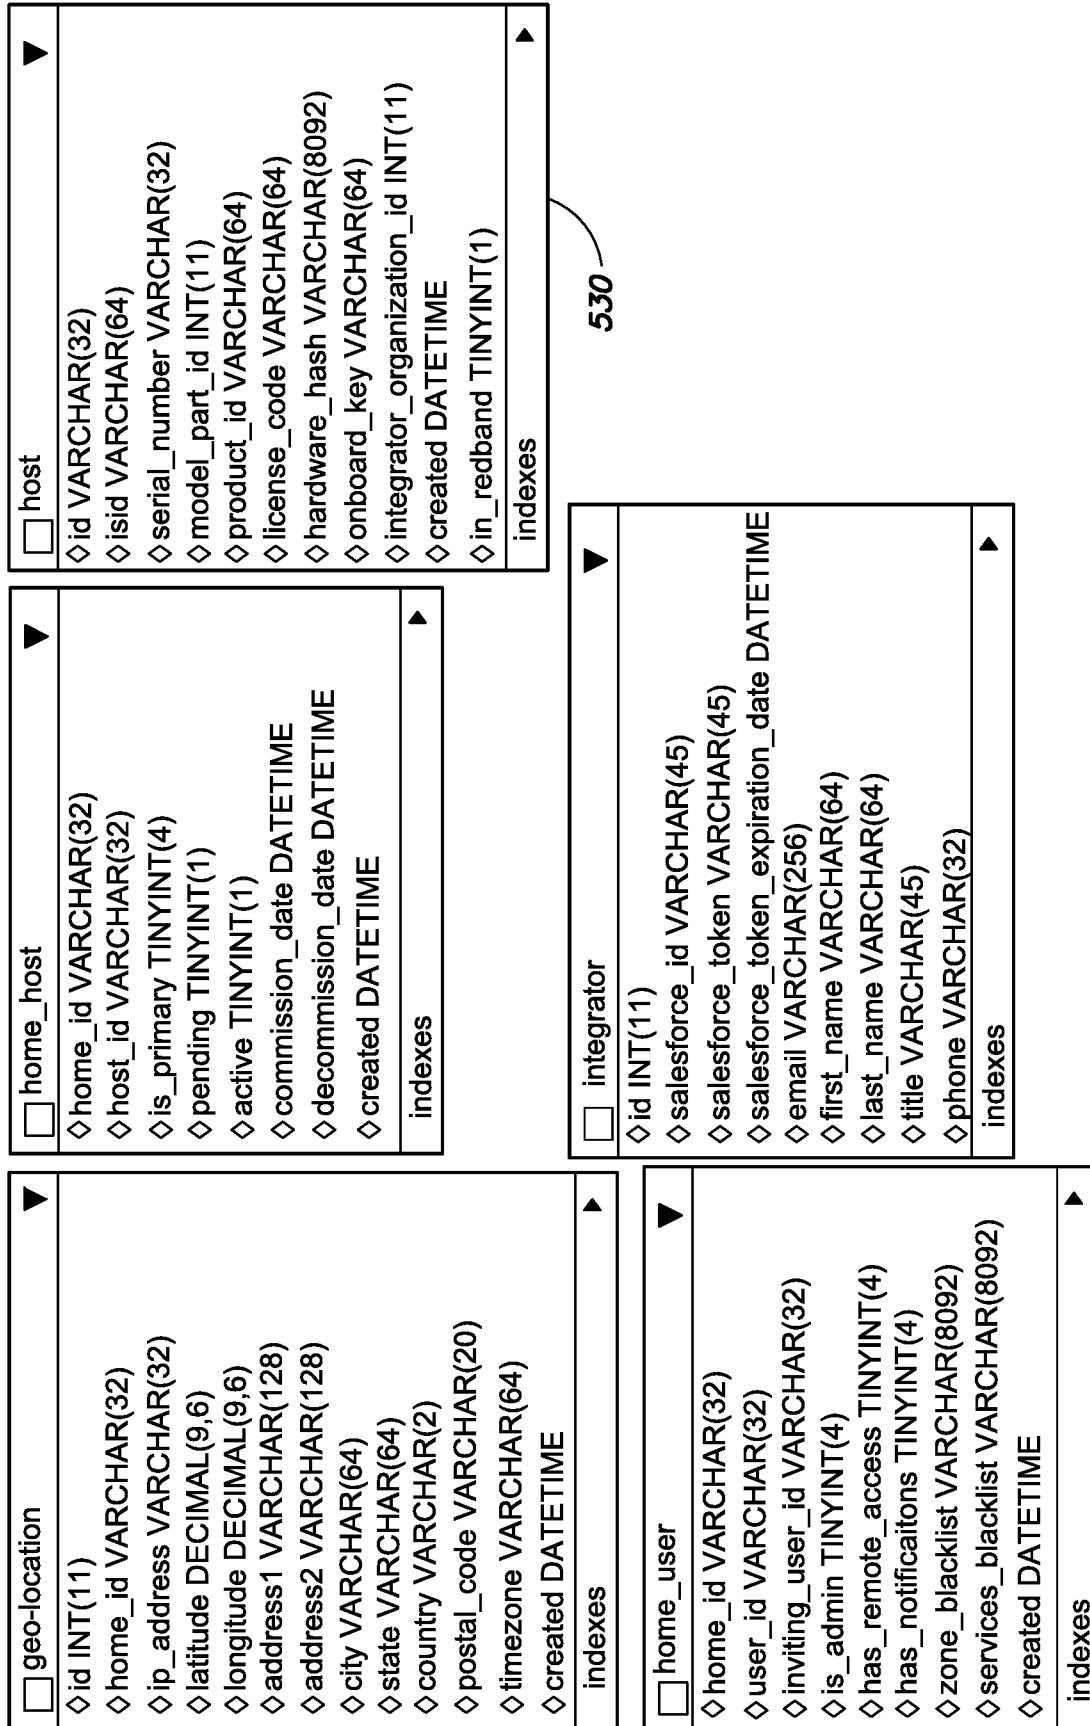 geo-location
◇id INT(11)
◇home_id VARCHAR(32)
◇ip_address VARCHAR(32)
◇latitude DECIMAL(9,6)
◇longitude DECIMAL(9,6)
◇address1 VARCHAR(128)
◇address2 VARCHAR(128)
◇city VARCHAR(64)
◇state VARCHAR(64)
◇country VARCHAR(2)
◇postal_code VARCHAR(20)
◇timezone VARCHAR(64)
◇created DATETIME
indexes
home_host
◇home_id VARCHAR(32)
◇host_id VARCHAR(32)
◇is_primary TINYINT(4)
◇pending TINYINT(1)
◇active TINYINT(1)
◇commission_date DATETIME
◇decommission_date DATETIME
◇created DATETIME
indexes
host
◇id VARCHAR(32)
◇isid VARCHAR(64)
◇serial_number VARCHAR(32)
◇model_part_id INT(11)
◇product_id VARCHAR(64)
◇license_code VARCHAR(64)
◇hardware_hash VARCHAR(8092)
◇onboard_key VARCHAR(64)
◇integrator_organization_id INT(11)
◇created DATETIME
◇in_redband TINYINT(1)
indexes
530
home_user
◇home_id VARCHAR(32)
◇user_id VARCHAR(32)
◇inviting_user_id VARCHAR(32)
◇is_admin TINYINT(4)
◇has_remote_access TINYINT(4)
◇has_notificaitons TINYINT(4)
◇zone_blacklist VARCHAR(8092)
◇services_blacklist VARCHAR(8092)
◇created DATETIME
indexes
integrator
◇id INT(11)
◇salesforce_id VARCHAR(45)
◇salesforce_token VARCHAR(45)
◇salesforce_token_expiration_date DATETIME
◇email VARCHAR(256)
◇first_name VARCHAR(64)
◇last_name VARCHAR(64)
◇title VARCHAR(45)
◇phone VARCHAR(32)
indexes